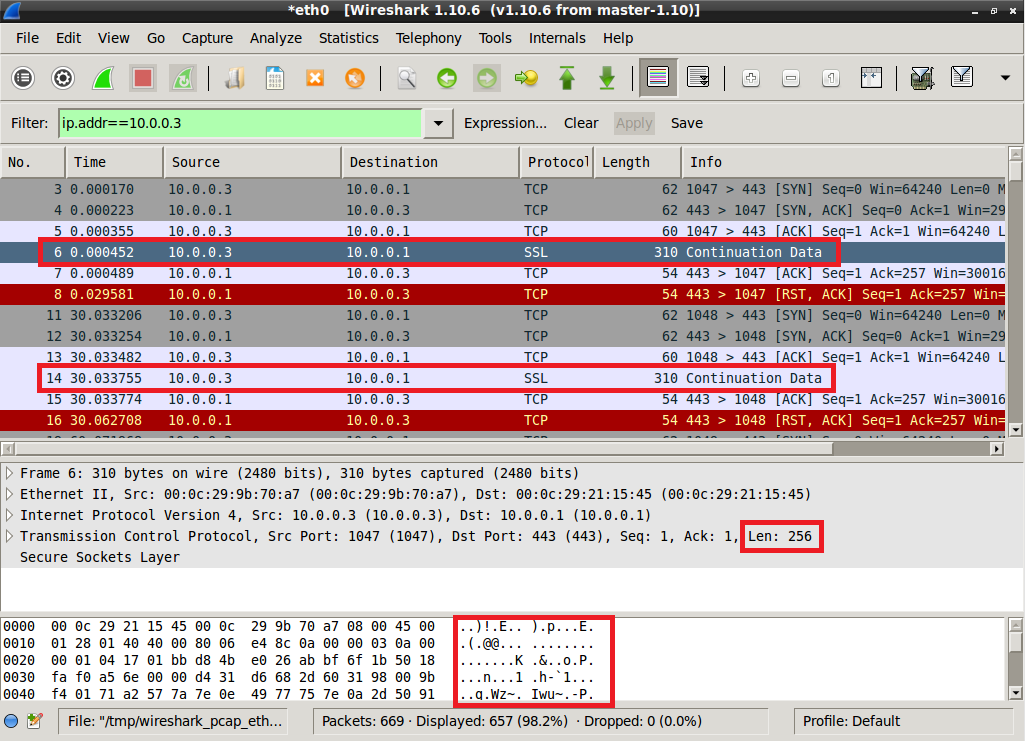 *eth0 [Wireshark 1.10.6 (v1.10.6 from master-1.10)]
File Edit View Go Capture Analyze Statistics Telephony Tools Internals Help
Filter: ip.addr==10.0.0.3 Expression... Clear Apply Save
No. Time Source Destination Protocol Length Info
3 0.000170 10.0.0.3 10.0.0.1 TCP 62 1047 > 443 [SYN] Seq=0 Win=64240 Len=0 M
4 0.000223 10.0.0.1 10.0.0.3 TCP 62 443 > 1047 [SYN, ACK] Seq=0 Ack=1 Win=29
5 0.000355 10.0.0.3 10.0.0.1 TCP 60 1047 > 443 [ACK] Seq=1 Ack=1 Win=64240 L
6 0.000452 10.0.0.3 10.0.0.1 SSL 310 Continuation Data
7 0.000489 10.0.0.1 10.0.0.3 TCP 54 443 > 1047 [ACK] Seq=1 Ack=257 Win=30016
8 0.029581 10.0.0.1 10.0.0.3 TCP 54 443 > 1047 [RST, ACK] Seq=1 Ack=257 Win=
11 30.033206 10.0.0.3 10.0.0.1 TCP 62 1048 > 443 [SYN] Seq=0 Win=64240 Len=0 M
12 30.033254 10.0.0.1 10.0.0.3 TCP 62 443 > 1048 [SYN, ACK] Seq=0 Ack=1 Win=29
13 30.033482 10.0.0.3 10.0.0.1 TCP 60 1048 > 443 [ACK] Seq=1 Ack=1 Win=64240 L
14 30.033755 10.0.0.3 10.0.0.1 SSL 310 Continuation Data
15 30.033774 10.0.0.1 10.0.0.3 TCP 54 443 > 1048 [ACK] Seq=1 Ack=257 Win=30016
16 30.062708 10.0.0.1 10.0.0.3 TCP 54 443 > 1048 [RST, ACK] Seq=1 Ack=257 Win=
Frame 6: 310 bytes on wire (2480 bits), 310 bytes captured (2480 bits)
Ethernet II, Src: 00:0c:29:9b:70:a7 (00:0c:29:9b:70:a7), Dst: 00:0c:29:21:15:45 (00:0c:29:21:15:45)
Internet Protocol Version 4, Src: 10.0.0.3 (10.0.0.3), Dst: 10.0.0.1 (10.0.0.1)
Transmission Control Protocol, Src Port: 1047 (1047), Dst Port: 443 (443), Seq: 1, Ack: 1, Len: 256
Secure Sockets Layer
0000 00 0c 29 21 15 45 00 0c 29 9b 70 a7 08 00 45 00 ..)!.E.. ).p...E.
0010 01 28 01 40 40 00 80 06 e4 8c 0a 00 00 03 0a 00 .(.@@... ........
0020 00 01 04 17 01 bb d8 4b e0 26 ab bf 6f 1b 50 18 .......K .&..o.P.
0030 fa f0 a5 6e 00 00 d4 31 d6 68 2d 60 31 98 00 9b ...n...1 .h-`1...
0040 f4 01 71 a2 57 7a 7e 0e 49 77 75 7e 0a 2d 50 91 ..q.Wz~. Iwu~.-P.
File: "/tmp/wireshark_pcap_eth... Packets: 669 · Displayed: 657 (98.2%) · Dropped: 0 (0.0%) Profile: Default